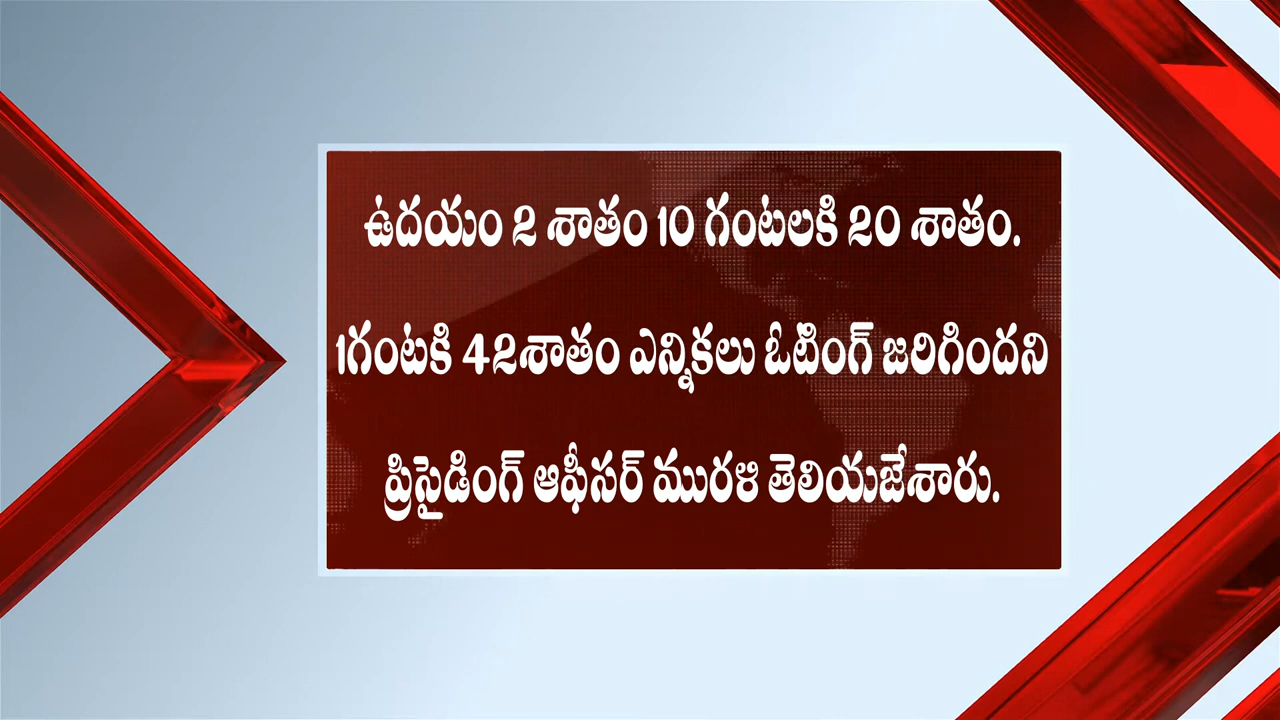 ఉదయం 2 శాతం 10 గంటలకి 20 శాతం.
1గంటకి 42శాతం ఎన్నికలు ఓటింగ్ జరిగిందని
ప్రిసైడింగ్ ఆఫీసర్ మురళి తెలియజేశారు.